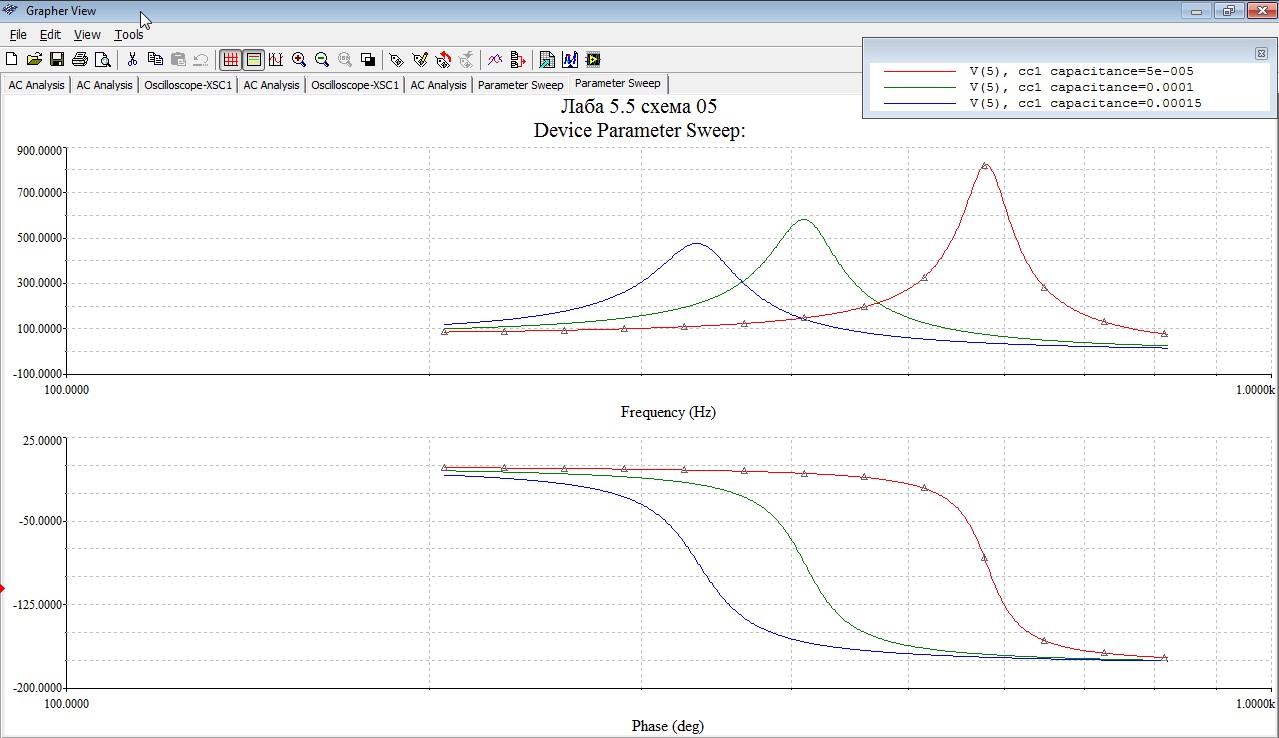 Grapher View
File Edit View Tools
AC Analysis AC Analysis Oscilloscope-XSC1 AC Analysis Oscilloscope-XSC1 AC Analysis Parameter Sweep Parameter Sweep
V(5), cc1 capacitance=5e-005
V(5), cc1 capacitance=0.0001
V(5), cc1 capacitance=0.00015
Лаба 5.5 схема 05
Device Parameter Sweep:
900.0000
700.0000
500.0000
300.0000
100.0000
-100.0000
100.0000 1.0000k
Frequency (Hz)
25.0000
-50.0000
-125.0000
-200.0000
100.0000 1.0000k
Phase (deg)